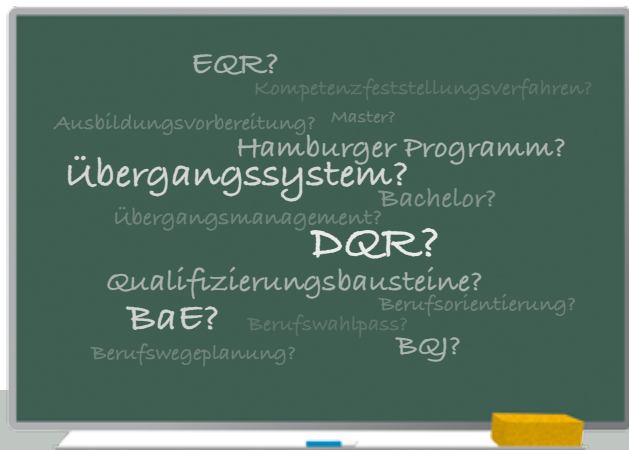 EQR?
Kompetenzfeststellungsverfahren?
Ausbildungsvorbereitung? Master?
Hamburger Programm?
Übergangssystem?
Bachelor?
Übergangsmanagement?
DQR?
Qualifizierungsbausteine?
Berufsorientierung?
BaE? Berufswahlpass?
BQJ?
Berufswegeplanung?